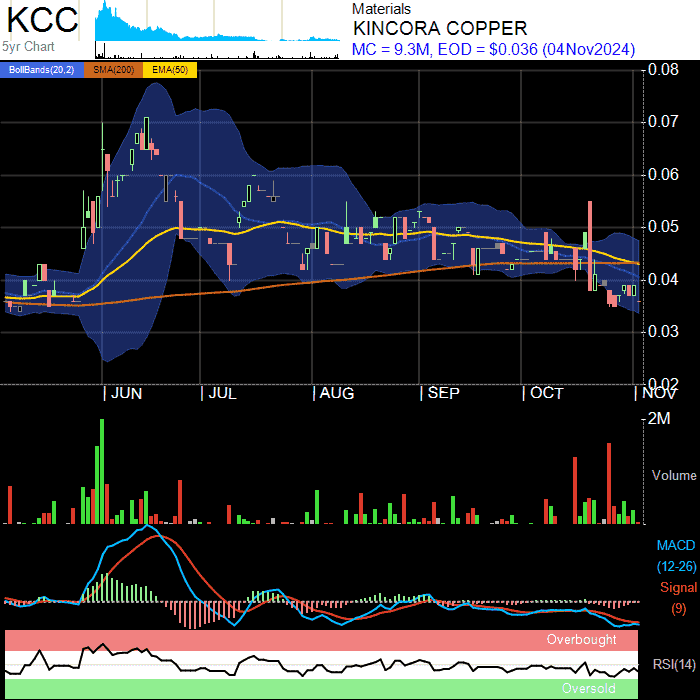 KCC
5yr Chart
Materials
KINCORA COPPER
MC = 9.3M, EOD = $0.036 (04Nov2024)
BollBands(20,2) SMA(200) EMA(50)
0.08
0.07
0.06
0.05
0.04
0.03
0.02
JUN JUL AUG SEP OCT NOV
2M
Volume
MACD
(12-26)
Signal
(9)
Overbought
RSI(14)
Oversold